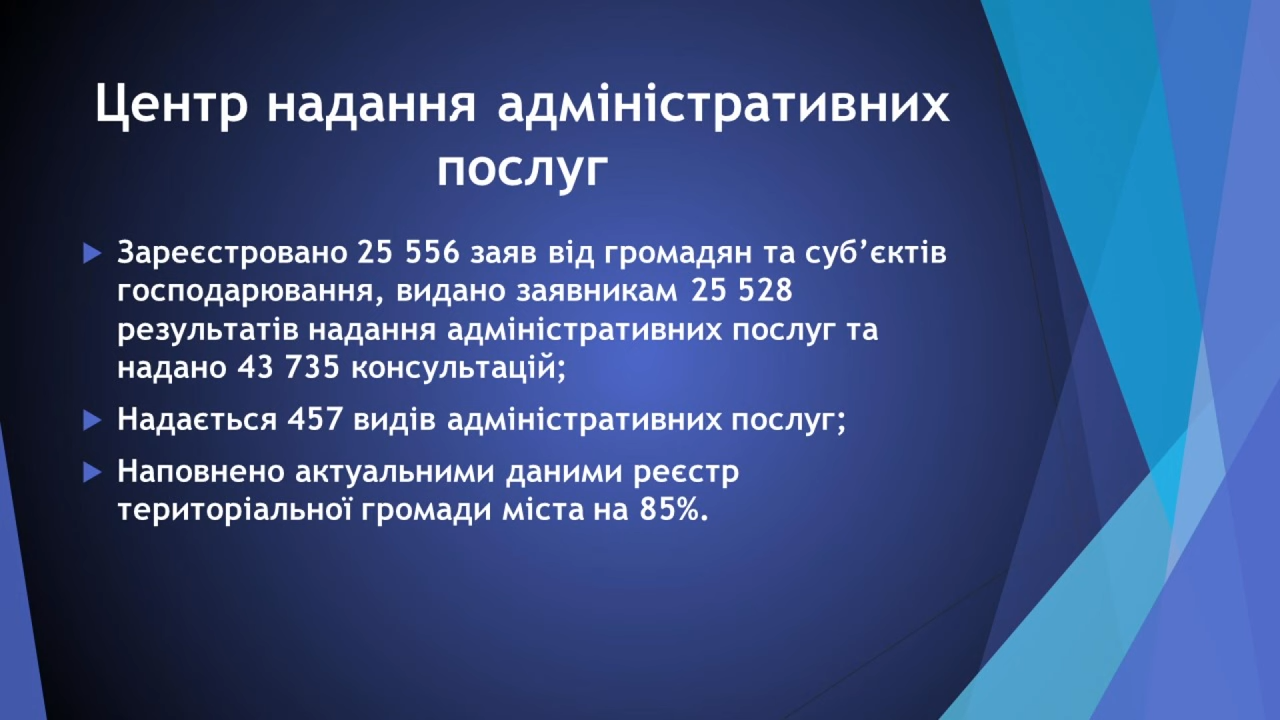 Центр надання адміністративних
послуг
Зареєстровано 25 556 заяв від громадян та суб’єктів
господарювання, видано заявникам 25 528
результатів надання адміністративних послуг та
надано 43 735 консультацій;
Надається 457 видів адміністративних послуг;
Наповнено актуальними даними реєстр
територіальної громади міста на 85%.